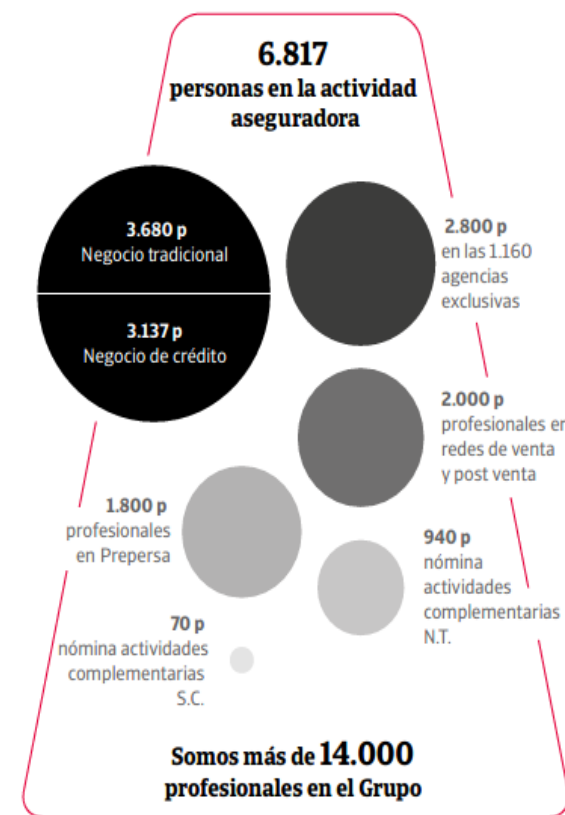 6.817
personas en la actividad
aseguradora
3.680 p
Negocio tradicional
3.137 p
Negocio de crédito
2.800 p
en las 1.160
agencias
exclusivas
2.000 p
profesionales en
redes de venta
y post venta
1.800 p
profesionales
en Prepersa
940 p
nómina
actividades
complementarias
N.T.
70 p
nómina actividades
complementarias
S.C.
Somos más de 14.000
profesionales en el Grupo